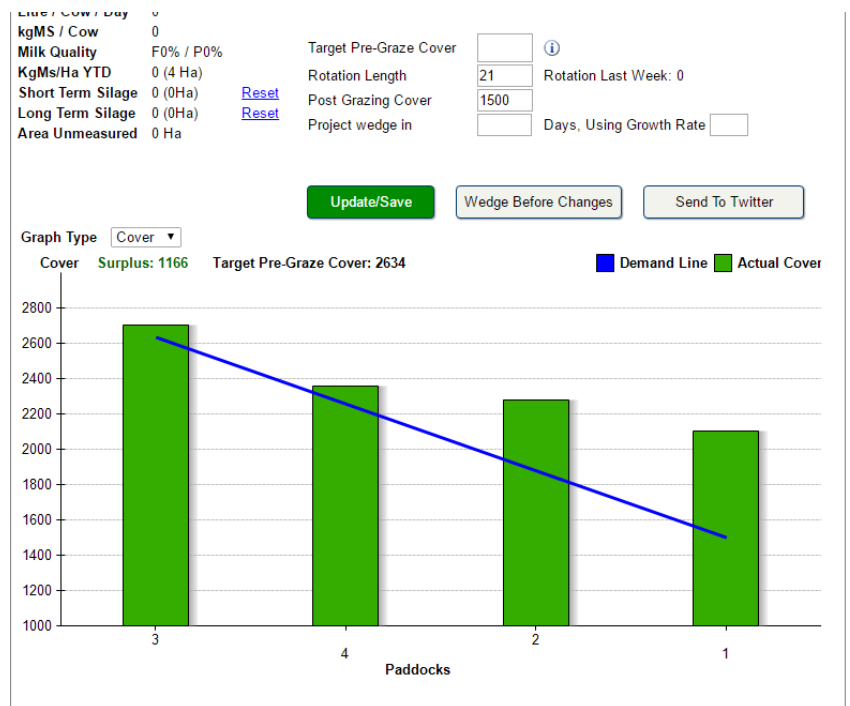 Litre / Cow / Day 0
kgMS / Cow 0
Milk Quality F0% / P0% Target Pre-Graze Cover
KgMs/Ha YTD 0 (4 Ha) Rotation Length 21 Rotation Last Week: 0
Short Term Silage 0 (0Ha) Reset Post Grazing Cover 1500
Long Term Silage 0 (0Ha) Reset Project wedge in Days, Using Growth Rate
Area Unmeasured 0 Ha
Update/Save Wedge Before Changes Send To Twitter
Graph Type Cover
Cover Surplus: 1166 Target Pre-Graze Cover: 2634 Demand Line Actual Cover
2800
2600
2400
2200
2000
1800
1600
1400
1200
1000
3 4 2 1
Paddocks